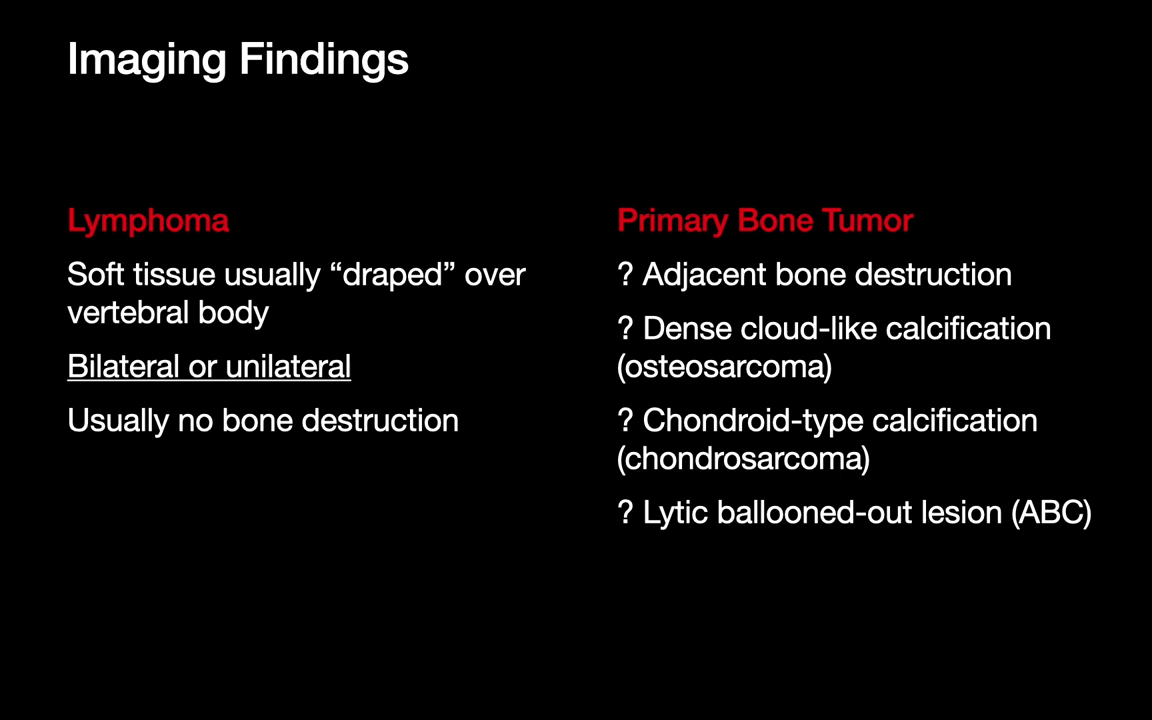 Imaging Findings
Lymphoma
Soft tissue usually “draped” over
vertebral body
Bilateral or unilateral
Usually no bone destruction
Primary Bone Tumor
? Adjacent bone destruction
? Dense cloud-like calcification
(osteosarcoma)
? Chondroid-type calcification
(chondrosarcoma)
? Lytic ballooned-out lesion (ABC)